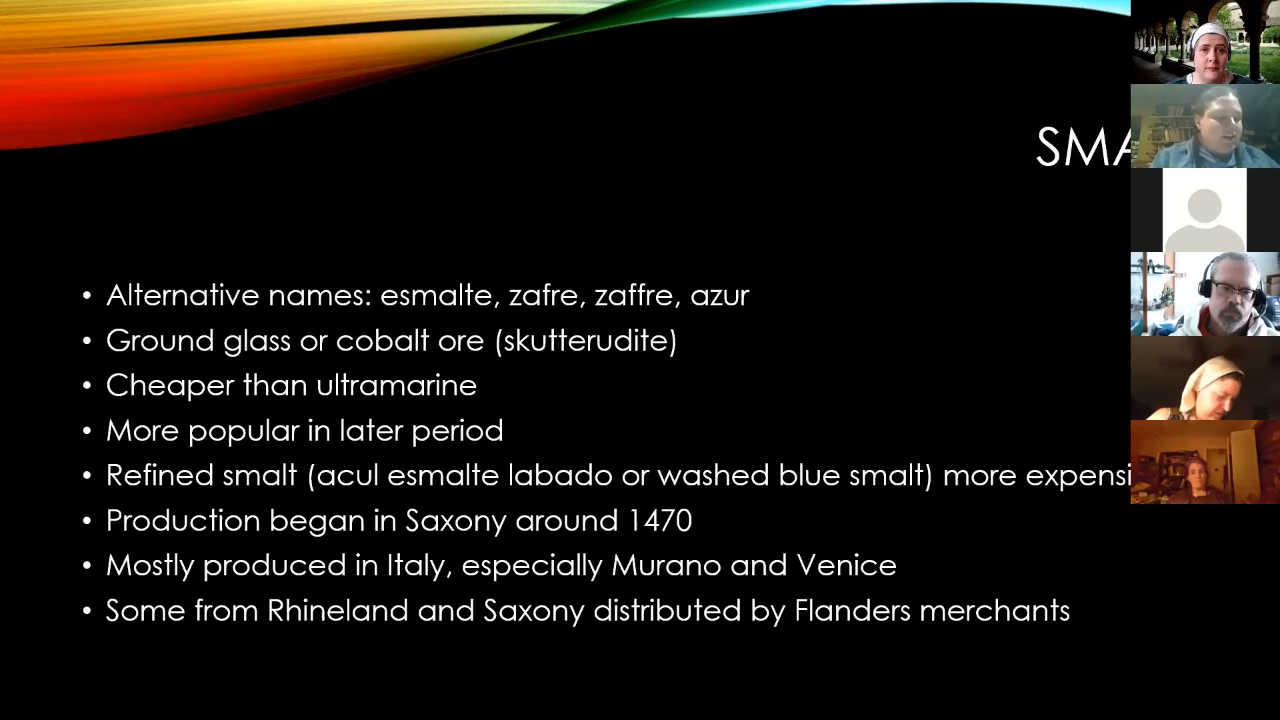 • Alternative names: esmalte, zafre, zaffre, azur
• Ground glass or cobalt ore (skutterudite)
• Cheaper than ultramarine
• More popular in later period
• Refined smalt (acul esmalte labado or washed blue smalt) more
• Production began in Saxony around 1470
• Mostly produced in Italy, especially Murano and Venice
• Some from Rhineland and Saxony distributed by Flanders merchants